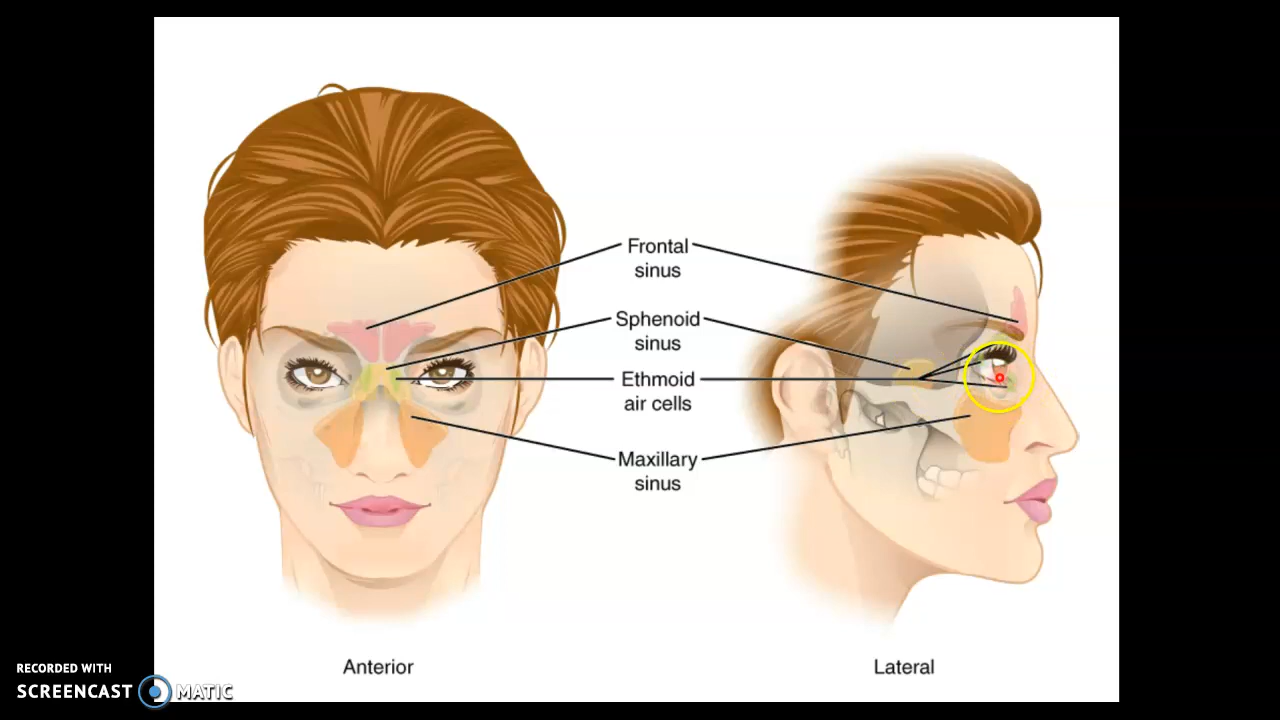 Frontal
sinus
Sphenoid
sinus
Ethmoid
air cells
Maxillary
sinus
Anterior
Lateral
RECORDED WITH
SCREENCAST MATIC